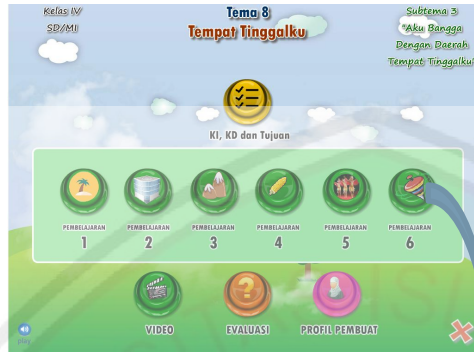 Kelas IV
SD/MI
Tema 8
Tempat Tinggalku
Subtema 3
"Aku Bangga
Dengan Daerah
Tempat Tinggalku"
KI, KD dan Tujuan
PEMBELAJARAN
1
PEMBELAJARAN
2
PEMBELAJARAN
3
PEMBELAJARAN
4
PEMBELAJARAN
5
PEMBELAJARAN
6
VIDEO
EVALUASI
PROFIL PEMBUAT
play